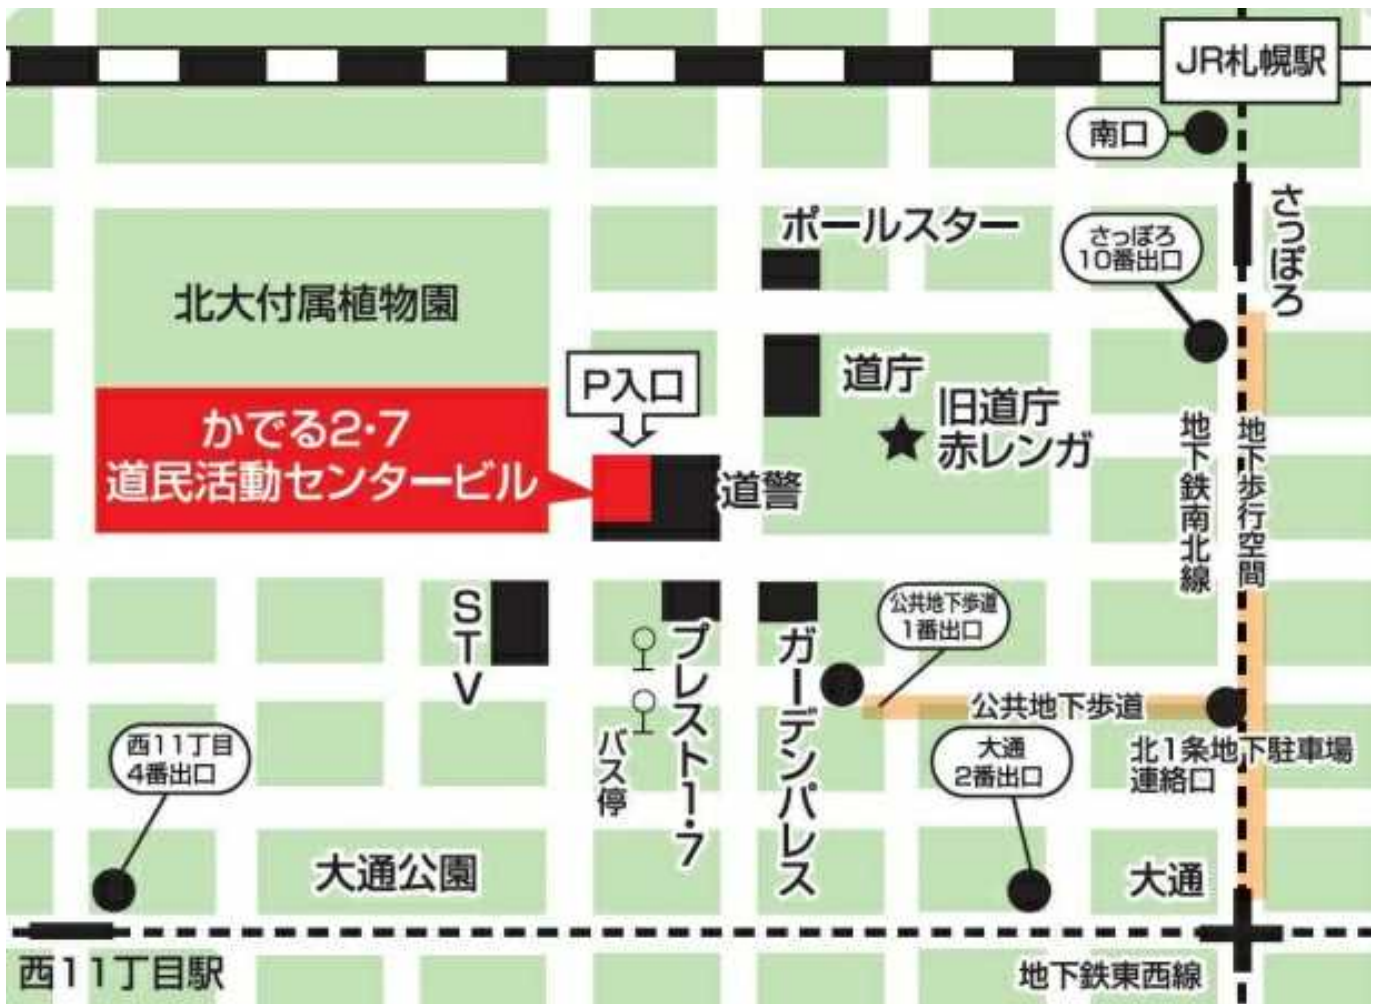 JR札幌駅
南口
さっぽろ
ポールスター
さっぽろ
10番出口
北大付属植物園
P入口
道庁
旧道庁
赤レンガ
かでる2・7
道民活動センタービル
道警
地下鉄南北線
地下歩行空間
STV
プレスト1・7
ガーデンパレス
公共地下歩道
1番出口
公共地下歩道
バス停
西11丁目
4番出口
大通
2番出口
北1条地下駐車場
連絡口
大通公園
大通
西11丁目駅
地下鉄東西線